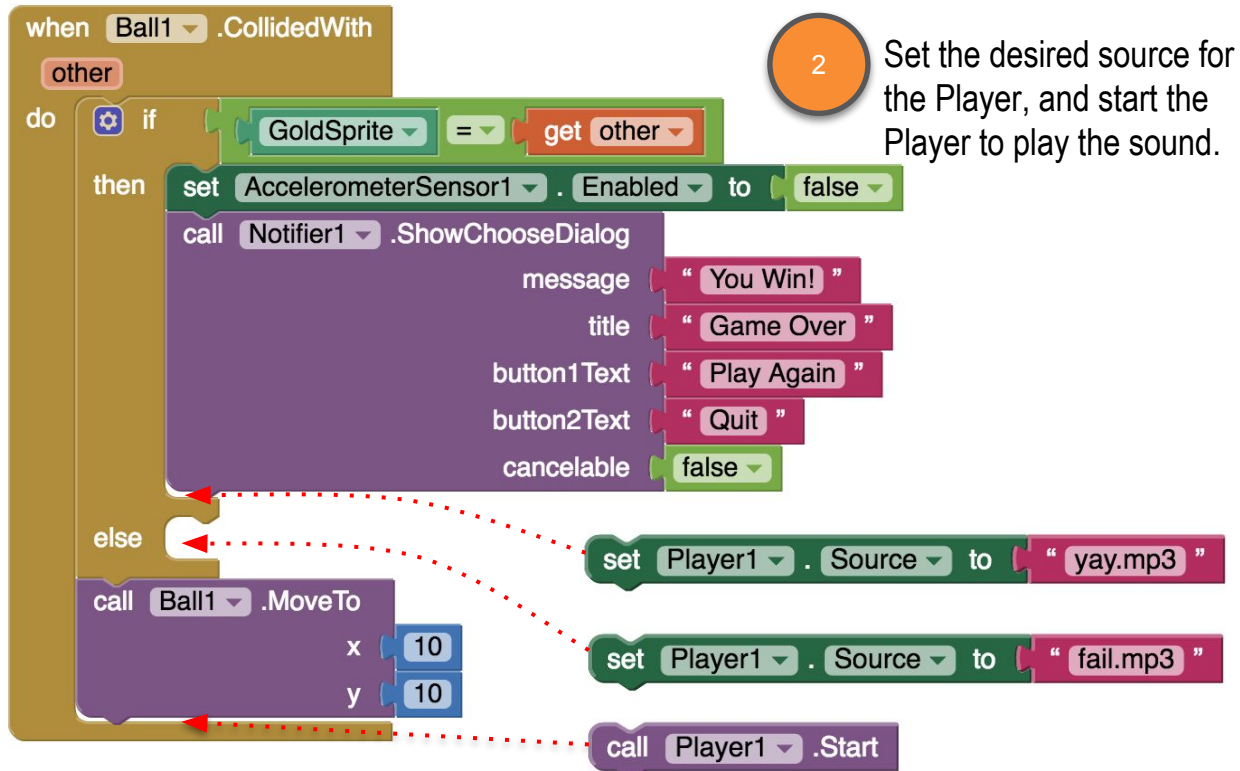 when Ball1 .CollidedWith
other
2
Set the desired source for
the Player, and start the
Player to play the sound.
do if GoldSprite = get other
then set AccelerometerSensor1 . Enabled to false
call Notifier1 .ShowChooseDialog
message “ You Win! ”
title “ Game Over ”
button1Text “ Play Again ”
button2Text “ Quit ”
cancelable false
else
set Player1 . Source to “ yay.mp3 ”
call Ball1 .MoveTo
x 10
y 10
set Player1 . Source to “ fail.mp3 ”
call Player1 .Start